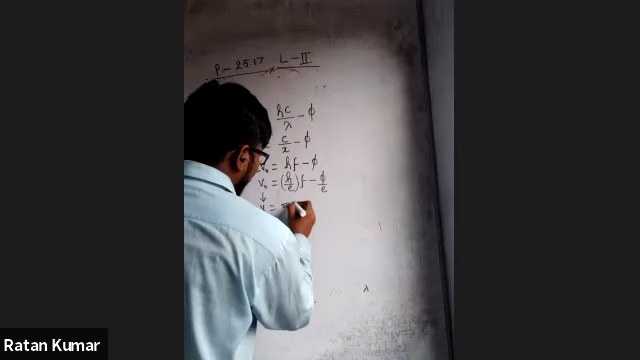 P - 25.17 L - II
hc/λ - ϕ
c/x - ϕ
= hf - ϕ
V₀ = (h/e) f - ϕ/e
↓
y =
λ
Ratan Kumar